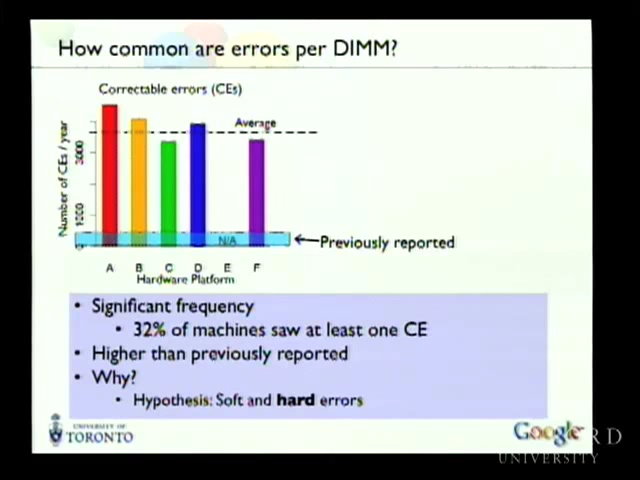 How common are errors per DIMM?
Correctable errors (CEs)
Average
Number of CEs / year
3000
1000
0
N/A
Previously reported
A B C D E F
Hardware Platform
• Significant frequency
• 32% of machines saw at least one CE
• Higher than previously reported
• Why?
• Hypothesis: Soft and hard errors
UNIVERSITY OF
TORONTO
Google
RD
UNIVERSITY